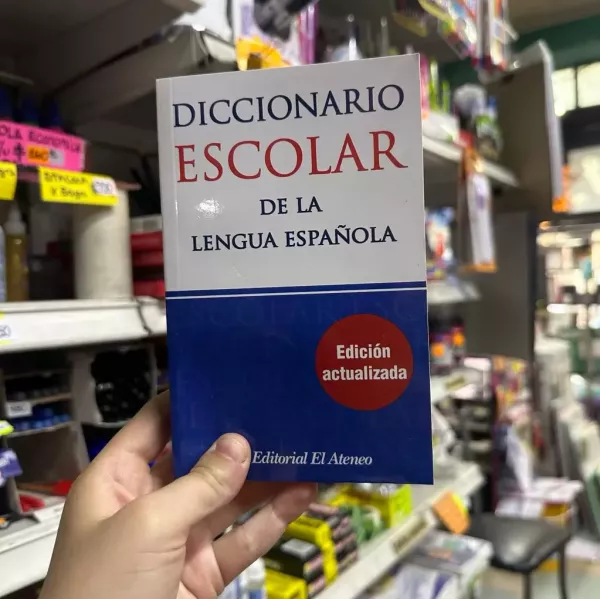 DICCIONARIO
ESCOLAR
DE LA
LENGUA ESPAÑOLA
Edición
actualizada
Editorial El Ateneo